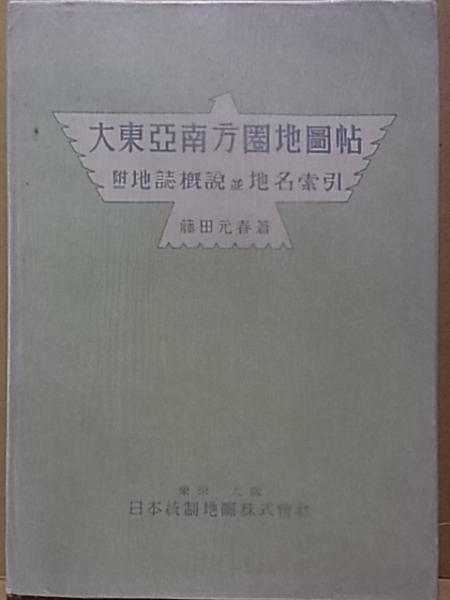 大東亞南方圏地圖帖
附地誌概說並地名索引
藤田元春著
東京 大阪
日本統制地圖株式會社